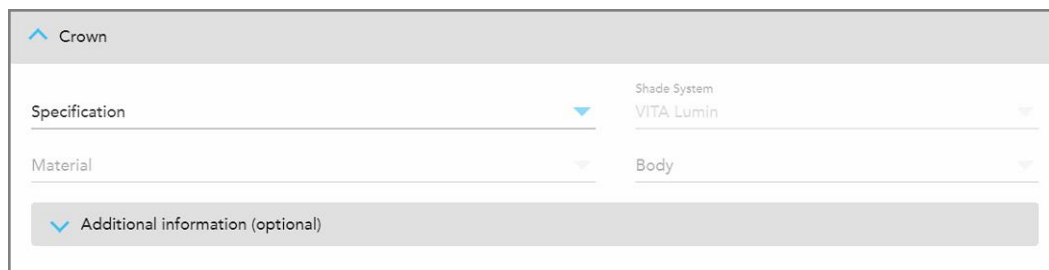 Crown
Specification
Shade System
VITA Lumin
Material
Body
Additional information (optional)